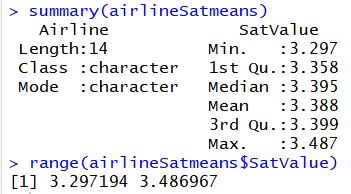 > summary(airlineSatmeans)
   Airline             SatValue
 Length:14          Min.   :3.297
 Class :character   1st Qu.:3.358
 Mode  :character   Median :3.395
                    Mean   :3.388
                    3rd Qu.:3.399
                    Max.   :3.487
> range(airlineSatmeans$SatValue)
[1] 3.297194 3.486967